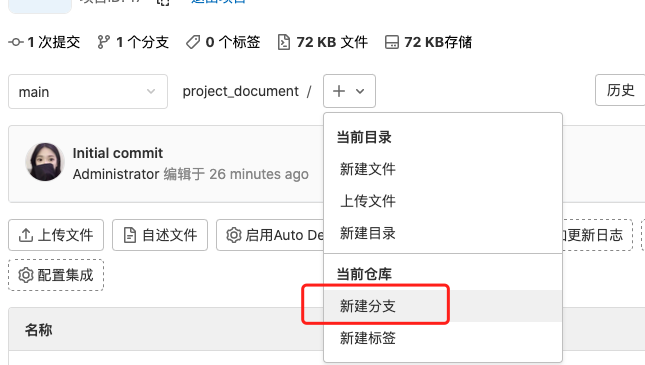 1 次提交 1 个分支 0 个标签 72 KB 文件 72 KB存储
main project_document / + 历史
当前目录
Initial commit 新建文件
Administrator 编辑于 26 minutes ago
上传文件
新建目录
上传文件 自述文件 启用Auto De 更新日志
当前仓库
配置集成
新建分支
名称
新建标签